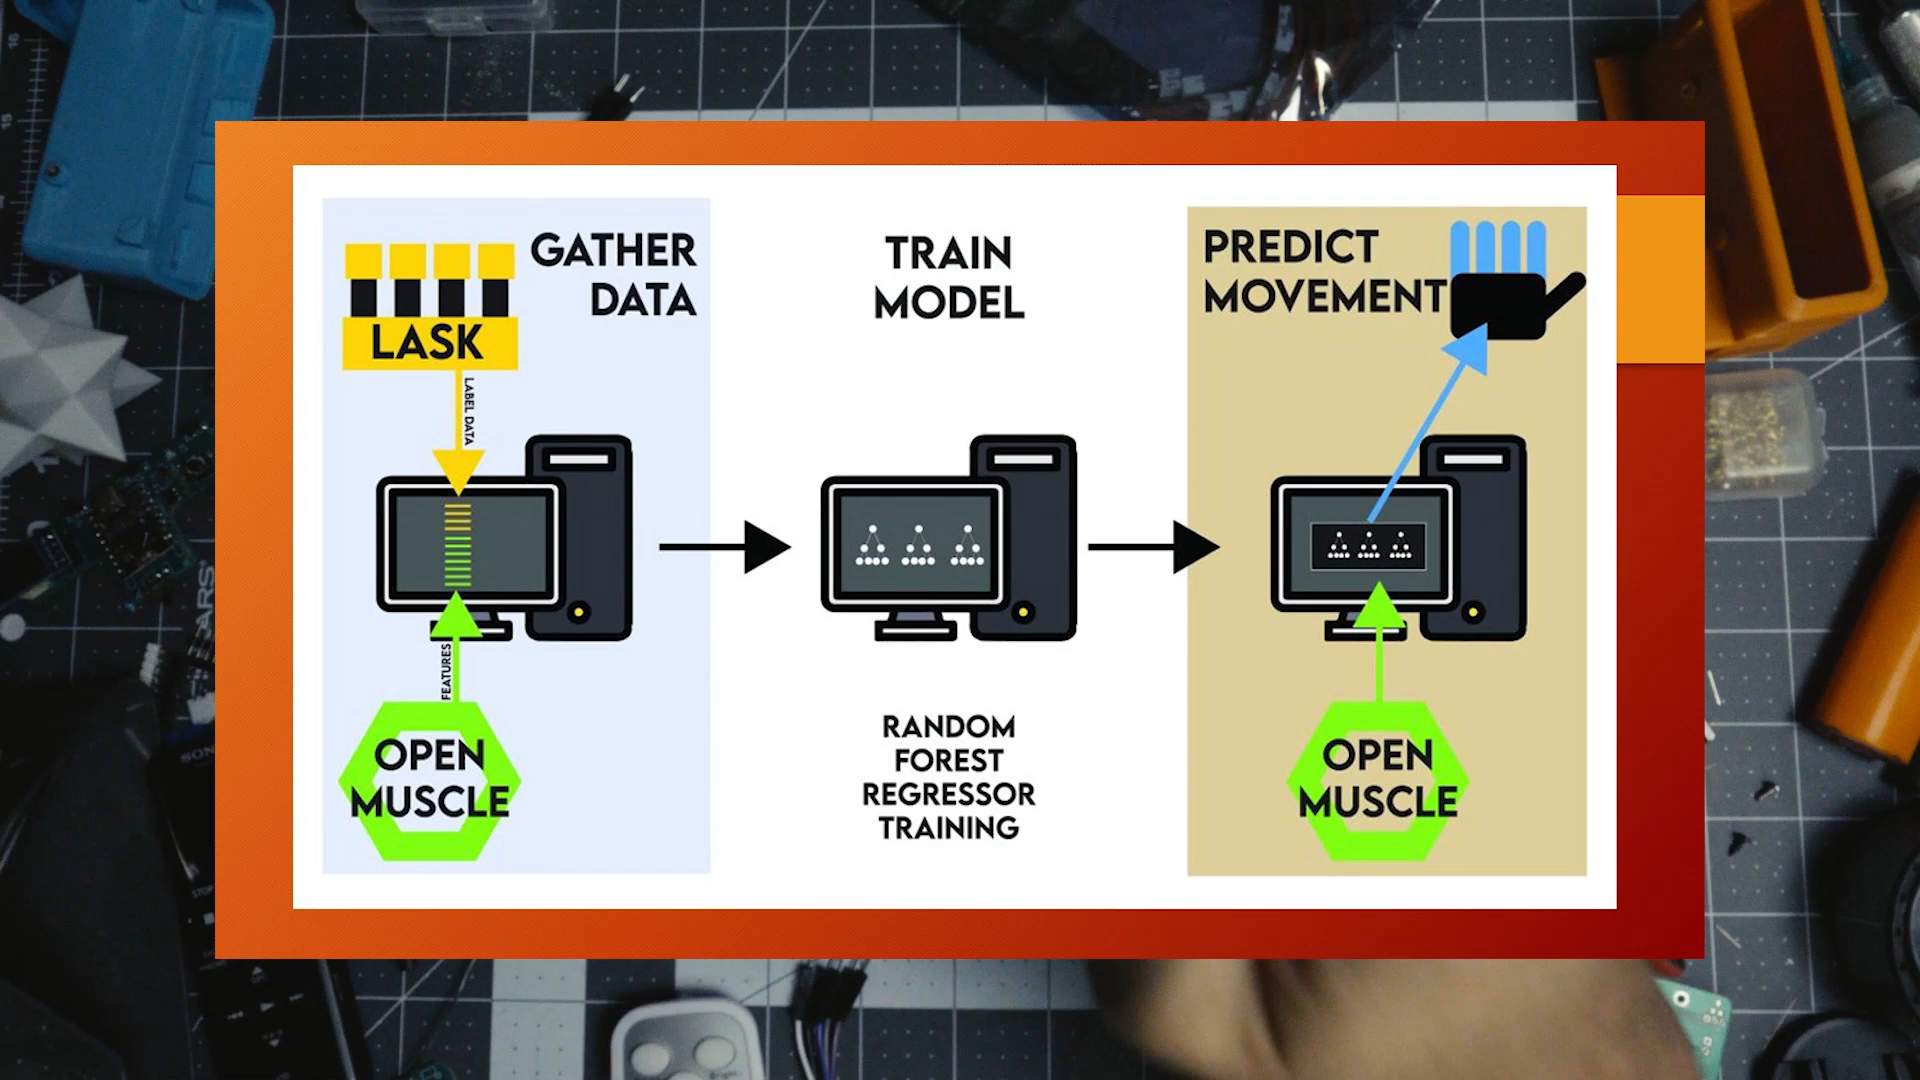 GATHER
DATA
LASK
LABEL DATA
FEATURES
OPEN
MUSCLE
TRAIN
MODEL
RANDOM
FOREST
REGRESSOR
TRAINING
PREDICT
MOVEMENT
OPEN
MUSCLE